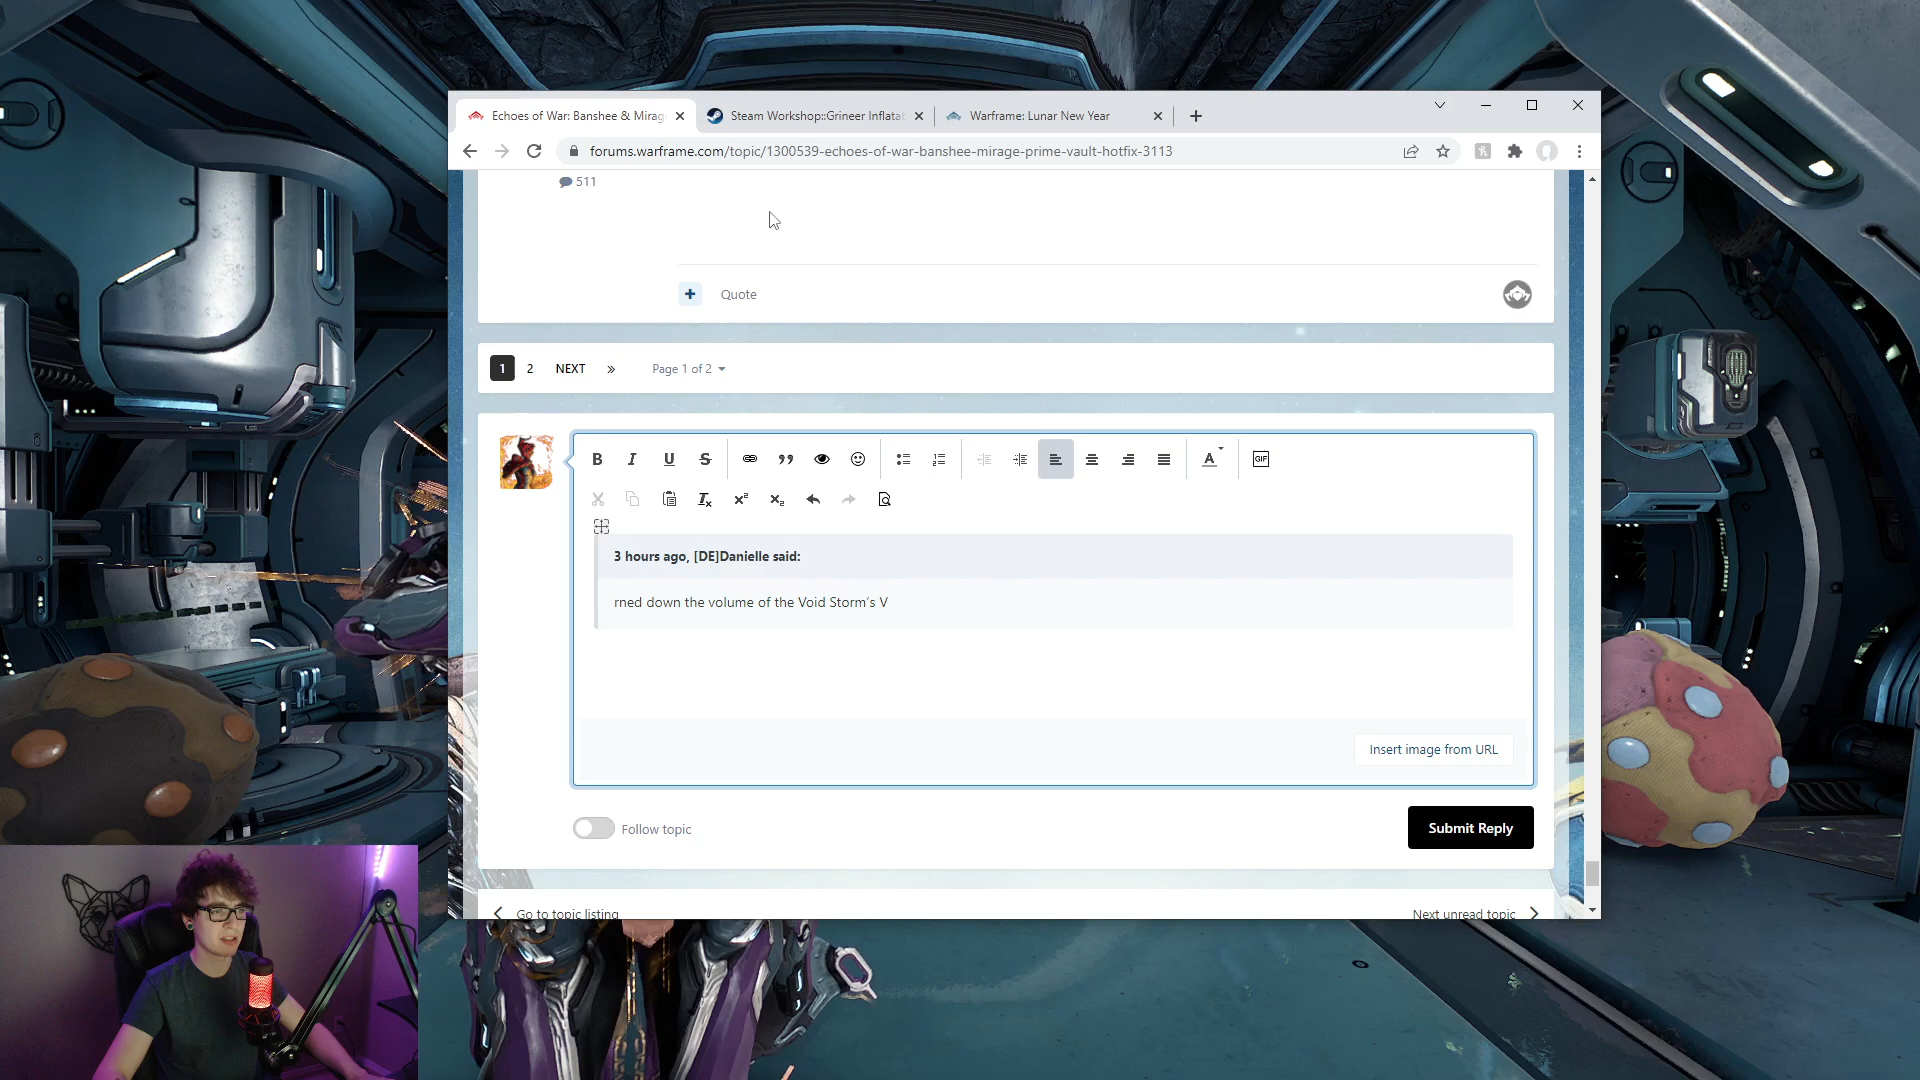 Echoes of War: Banshee & Mirag
Steam Workshop::Grineer Inflatab
Warframe: Lunar New Year
forums.warframe.com/topic/1300539-echoes-of-war-banshee-mirage-prime-vault-hotfix-3113
511
Quote
1 2 NEXT » Page 1 of 2
B I U S A GIF
3 hours ago, [DE]Danielle said:
rned down the volume of the Void Storm's V
Insert image from URL
Follow topic
Submit Reply
Go to topic listing
Next unread topic